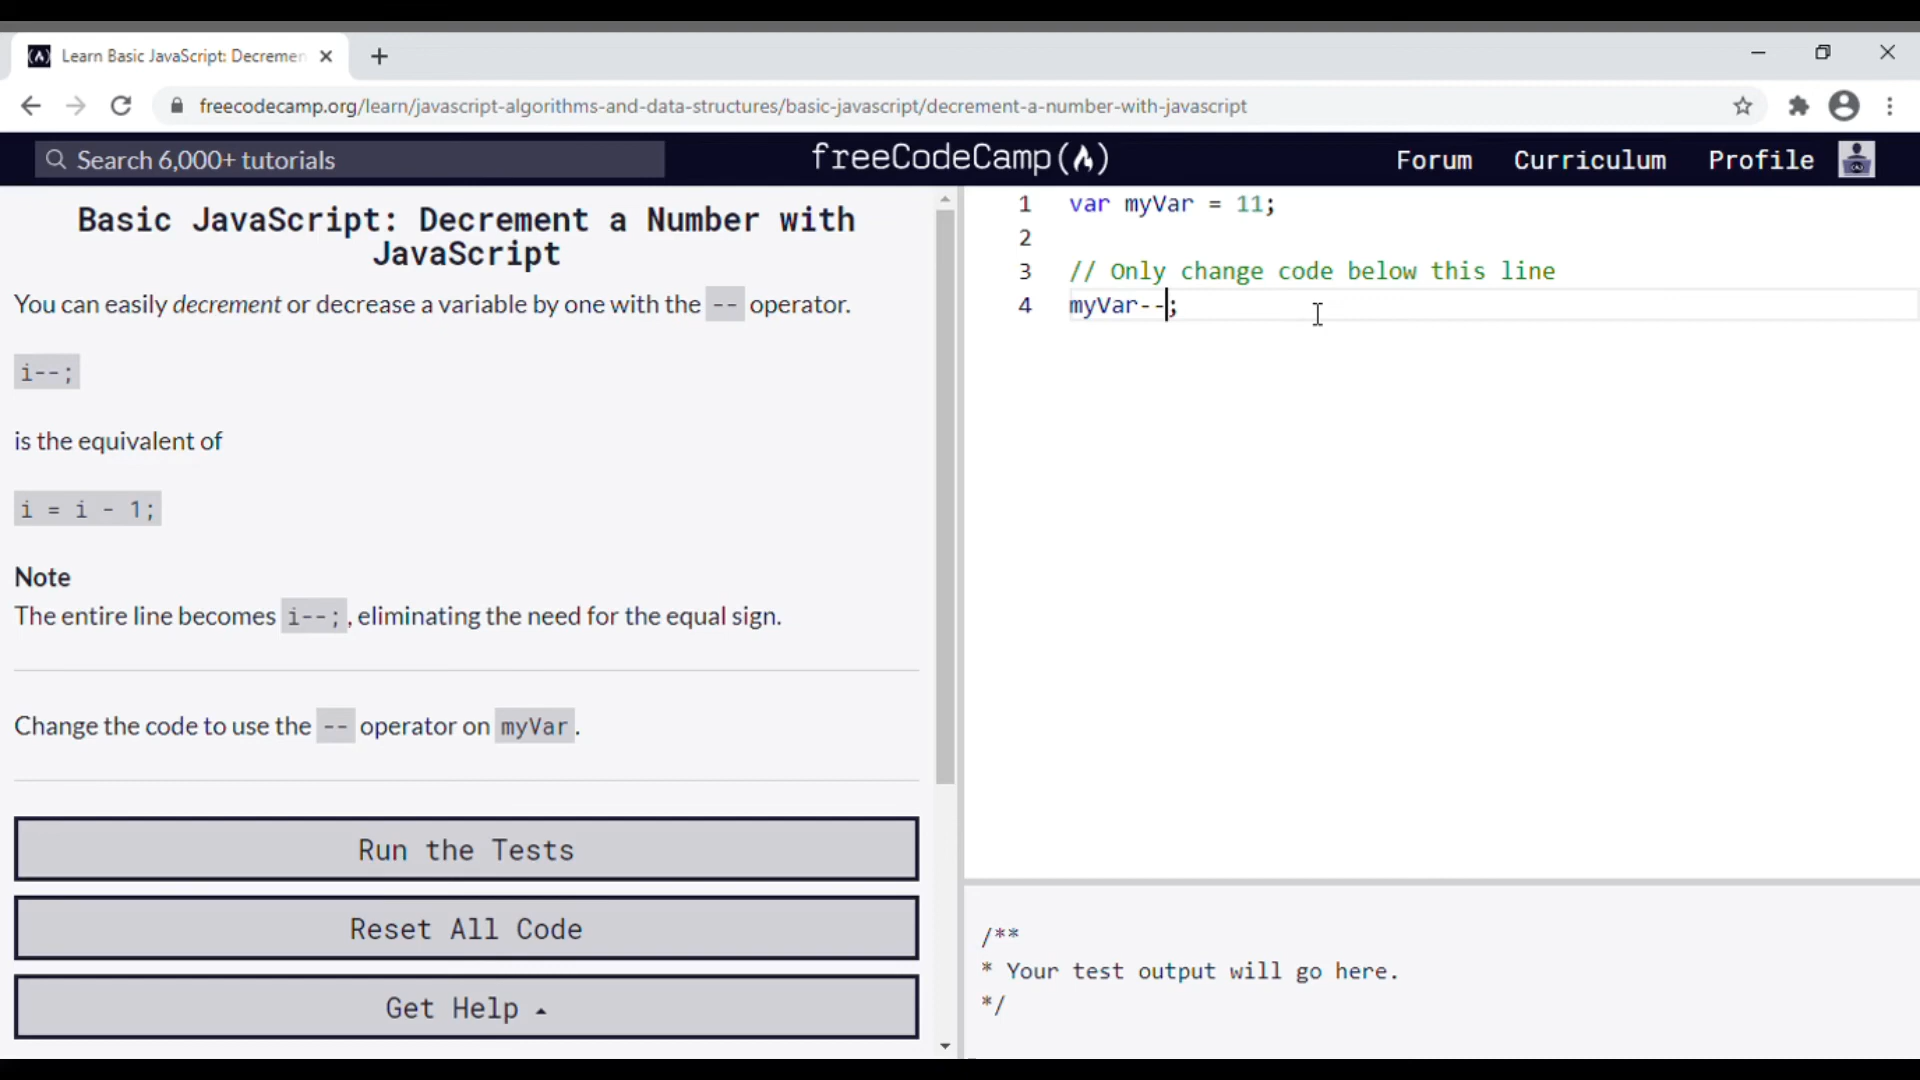 Learn Basic JavaScript: Decremen
freecodecamp.org/learn/javascript-algorithms-and-data-structures/basic-javascript/decrement-a-number-with-javascript
Search 6,000+ tutorials
freeCodeCamp
Forum
Curriculum
Profile
Basic JavaScript: Decrement a Number with
JavaScript
You can easily decrement or decrease a variable by one with the -- operator.
i--;
is the equivalent of
i = i - 1;
Note
The entire line becomes i--;, eliminating the need for the equal sign.
Change the code to use the -- operator on myVar.
Run the Tests
Reset All Code
Get Help
1 var myVar = 11;
2
3 // Only change code below this line
4 myVar--;
/**
* Your test output will go here.
*/